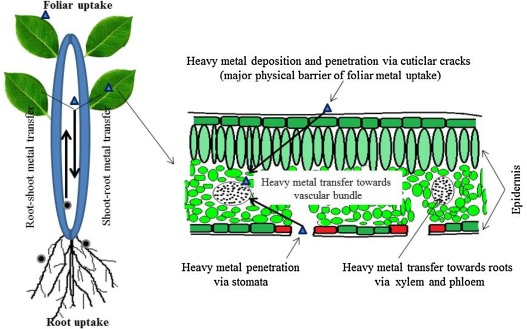 Foliar uptake
Root-shoot metal transfer
Shoot-root metal transfer
Root uptake
Heavy metal deposition and penetration via cuticlar cracks
(major physical barrier of foliar metal uptake)
Heavy metal transfer towards
vascular bundle
Epidermis
Heavy metal penetration
via stomata
Heavy metal transfer towards roots
via xylem and phloem